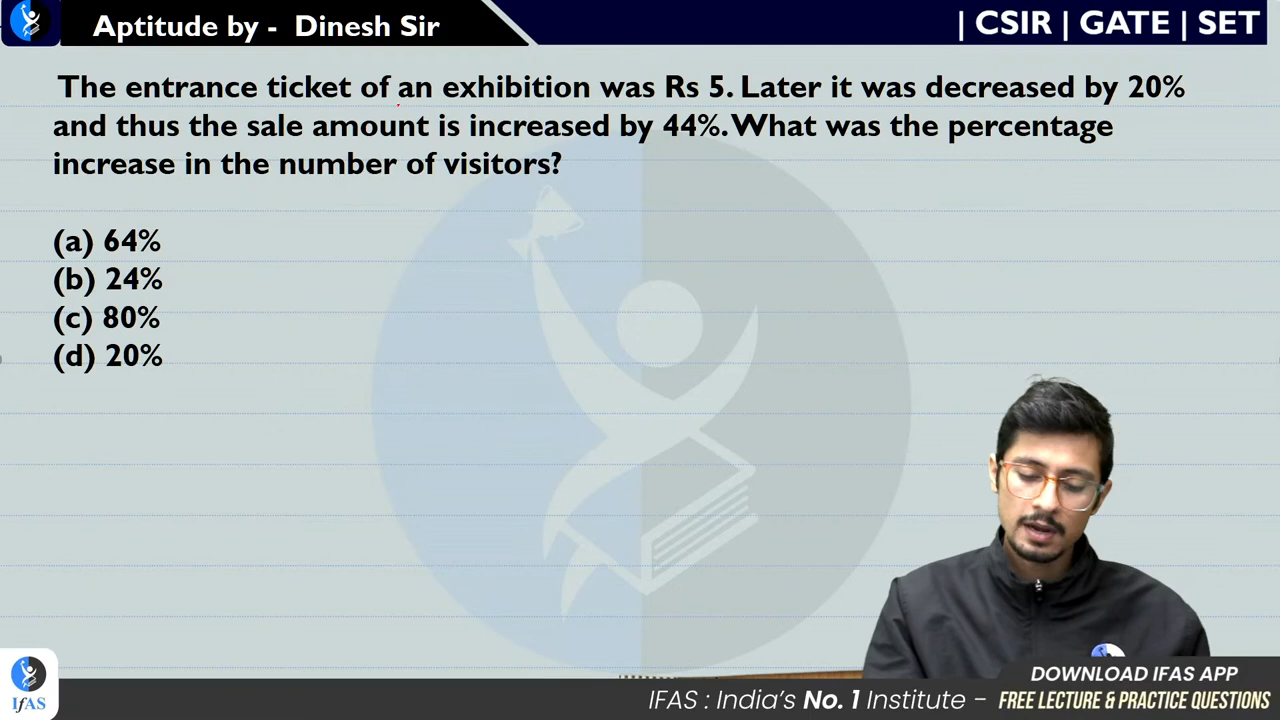 Aptitude by - Dinesh Sir
| CSIR | GATE | SET
The entrance ticket of an exhibition was Rs 5. Later it was decreased by 20%
and thus the sale amount is increased by 44%. What was the percentage
increase in the number of visitors?
(a) 64%
(b) 24%
(c) 80%
(d) 20%
IfAS
DOWNLOAD IFAS APP
IFAS : India's No. 1 Institute – FREE LECTURE & PRACTICE QUESTIONS